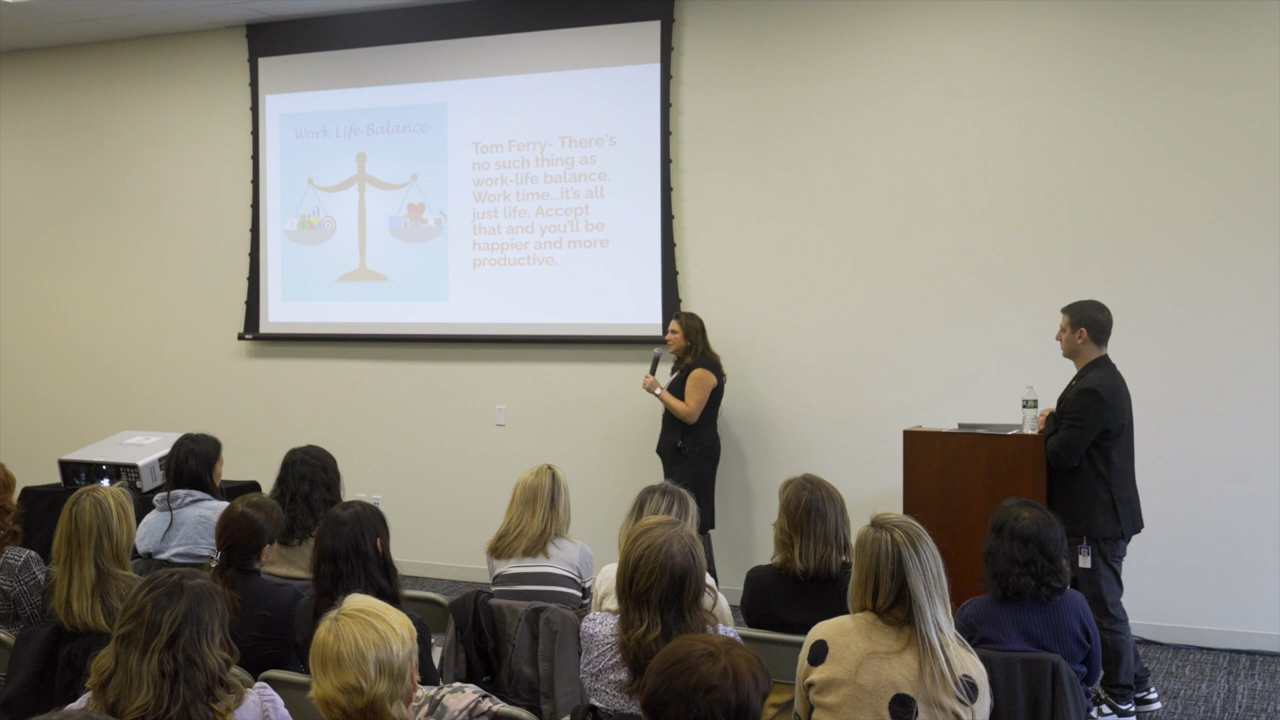 Work Life Balance
Tom Ferry- There's
no such thing as
work-life balance.
Work time...it's all
just life. Accept
that and you'll be
happier and more
productive.